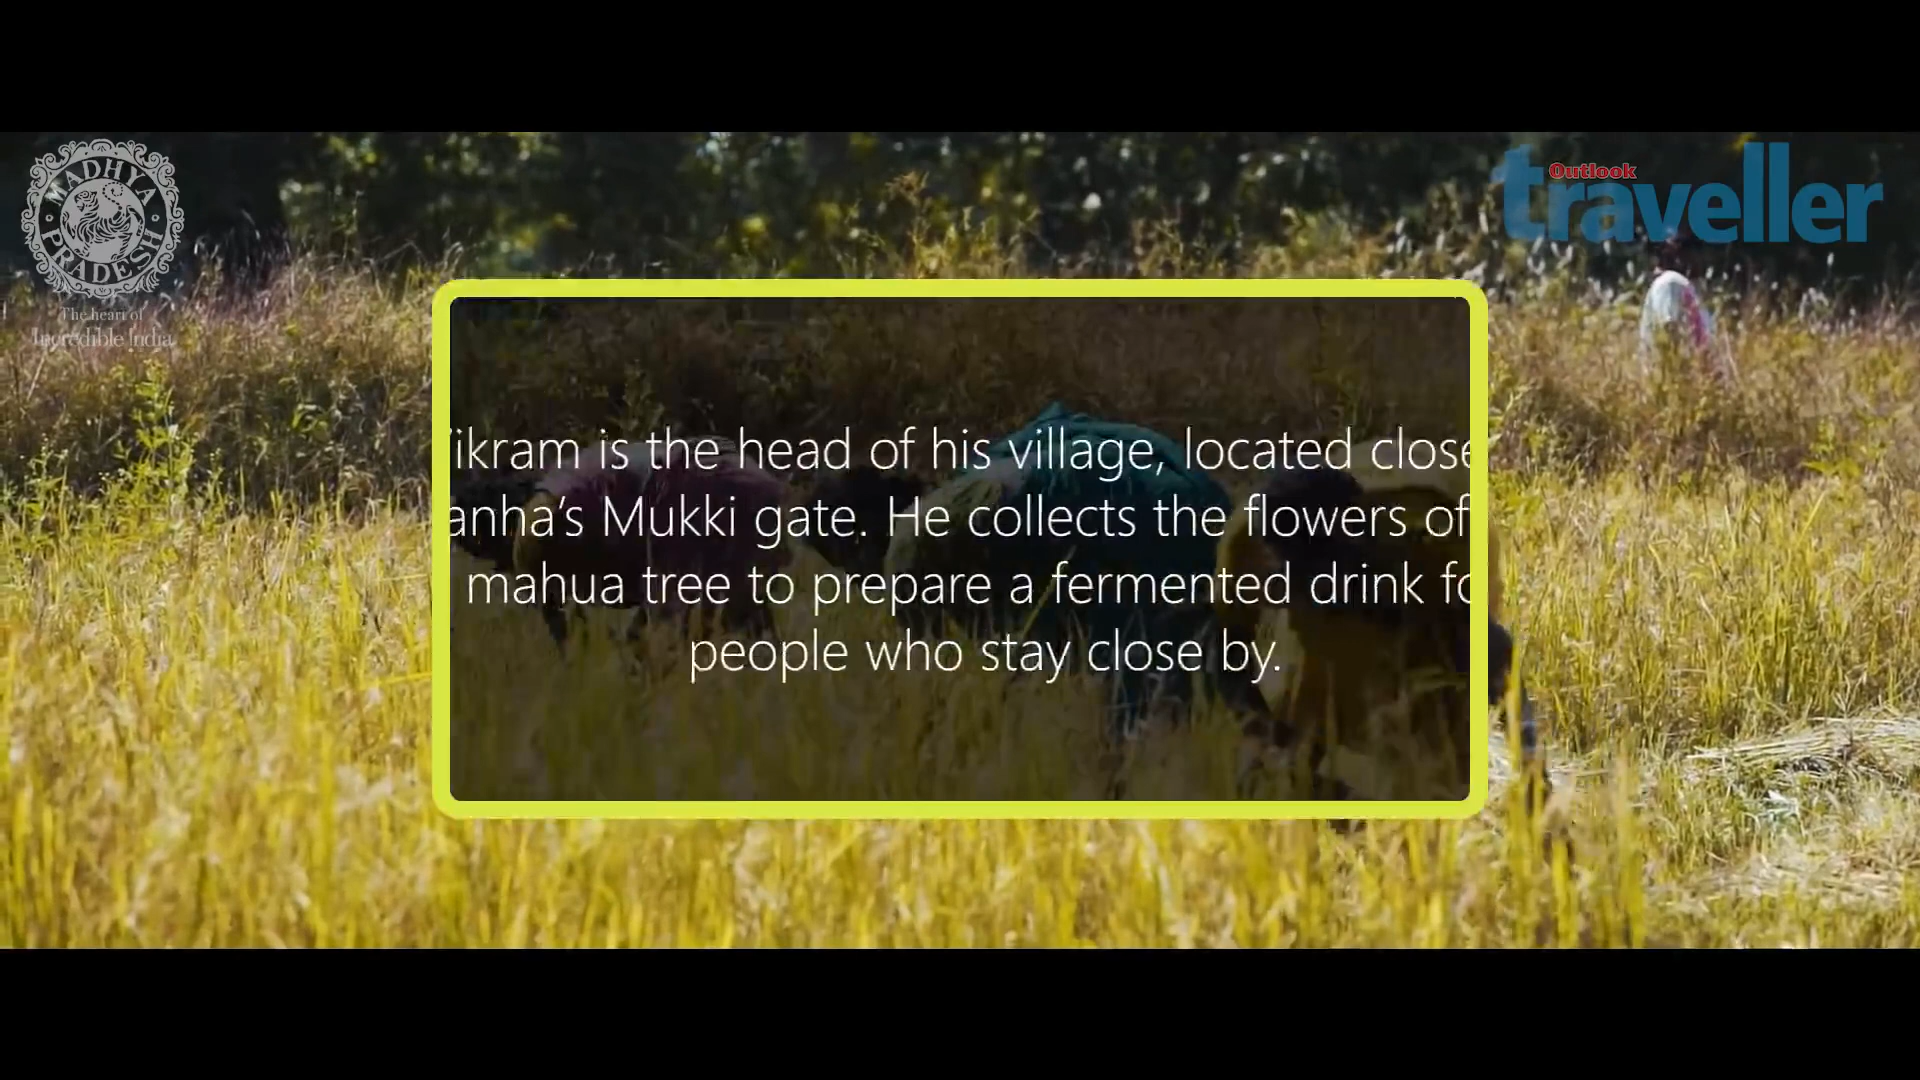 MADHYA PRADESH
The heart of
Incredible India
Outlook
traveller
ikram is the head of his village, located close
anha's Mukki gate. He collects the flowers of
mahua tree to prepare a fermented drink fo
people who stay close by.